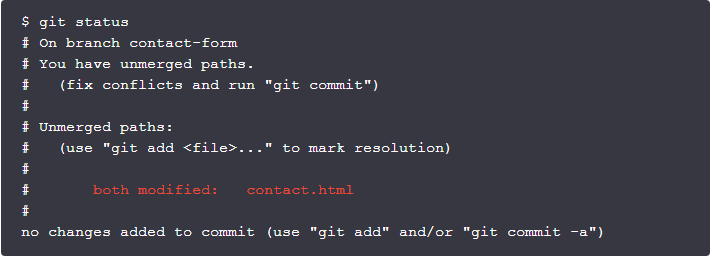 $ git status
# On branch contact-form
# You have unmerged paths.
#   (fix conflicts and run "git commit")
#
# Unmerged paths:
#   (use "git add <file>..." to mark resolution)
#
#       both modified:   contact.html
#
no changes added to commit (use "git add" and/or "git commit -a")